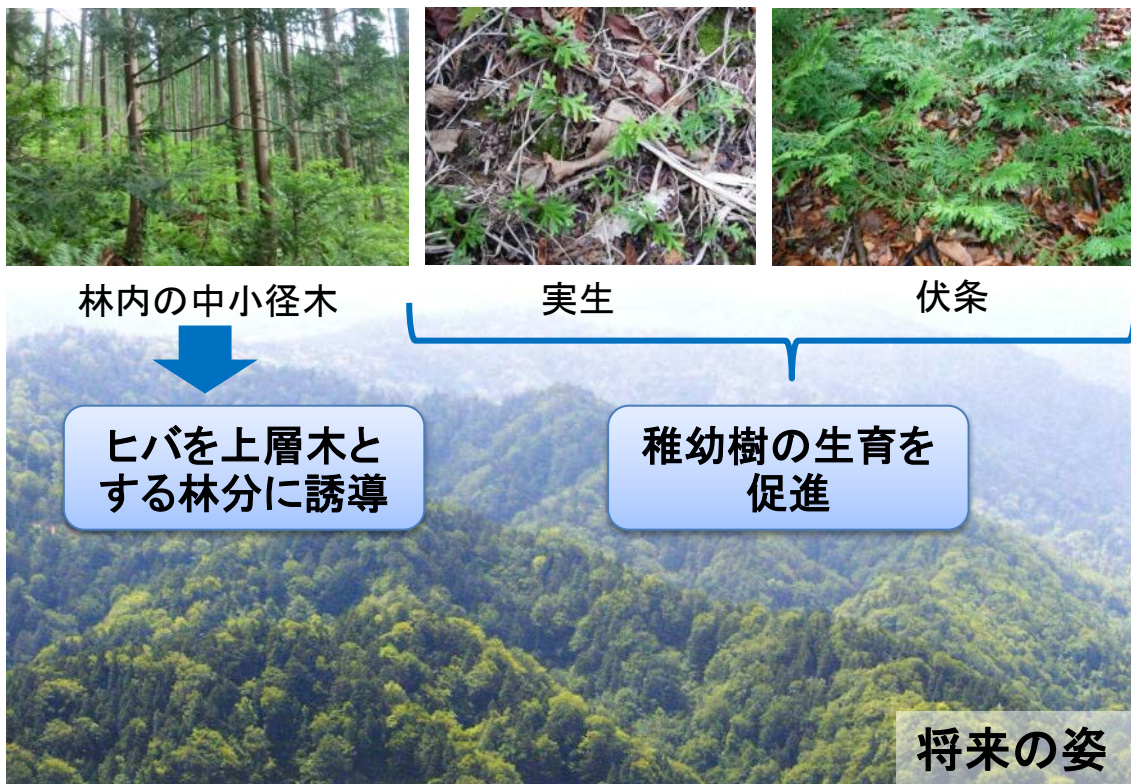 林内の中小径木
実生
伏条
ヒバを上層木と
する林分に誘導
稚幼樹の生育を
促進
将来の姿